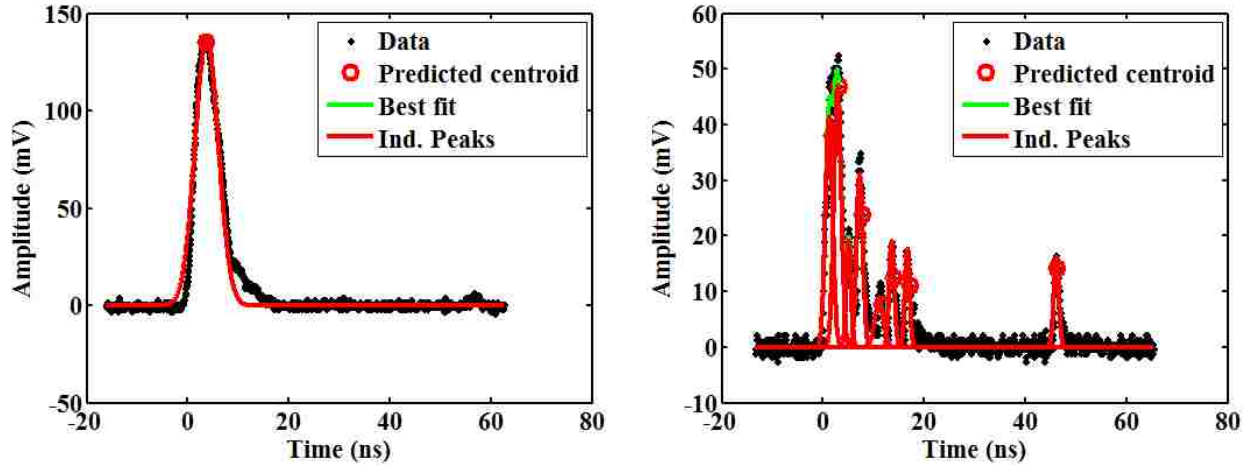 150
100
50
0
-50
-20
0
20
40
60
80
Time (ns)
Amplitude (mV)
Data
Predicted centroid
Best fit
Ind. Peaks
60
50
40
30
20
10
0
-10
-20
0
20
40
60
80
Time (ns)
Amplitude (mV)
Data
Predicted centroid
Best fit
Ind. Peaks